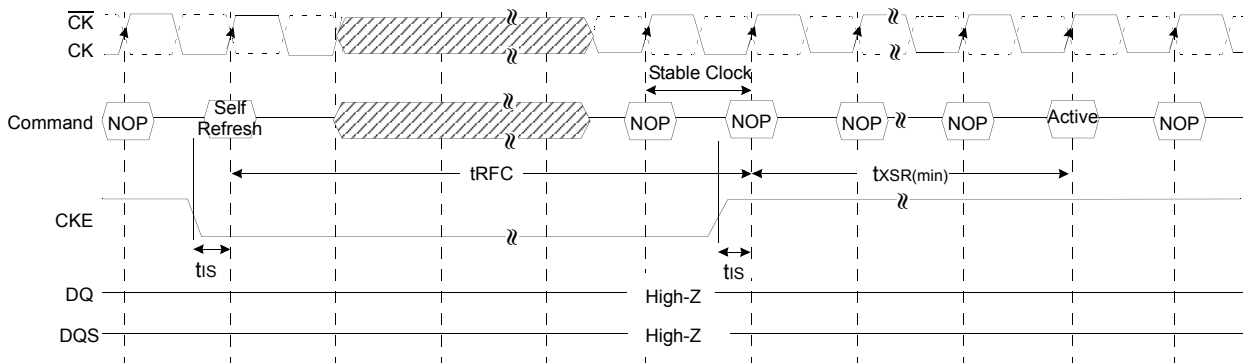 CK
CK
Stable Clock
Command NOP Self Refresh NOP NOP NOP NOP Active NOP
tRFC tXSR(min)
CKE
tIS tIS
DQ High-Z
DQS High-Z